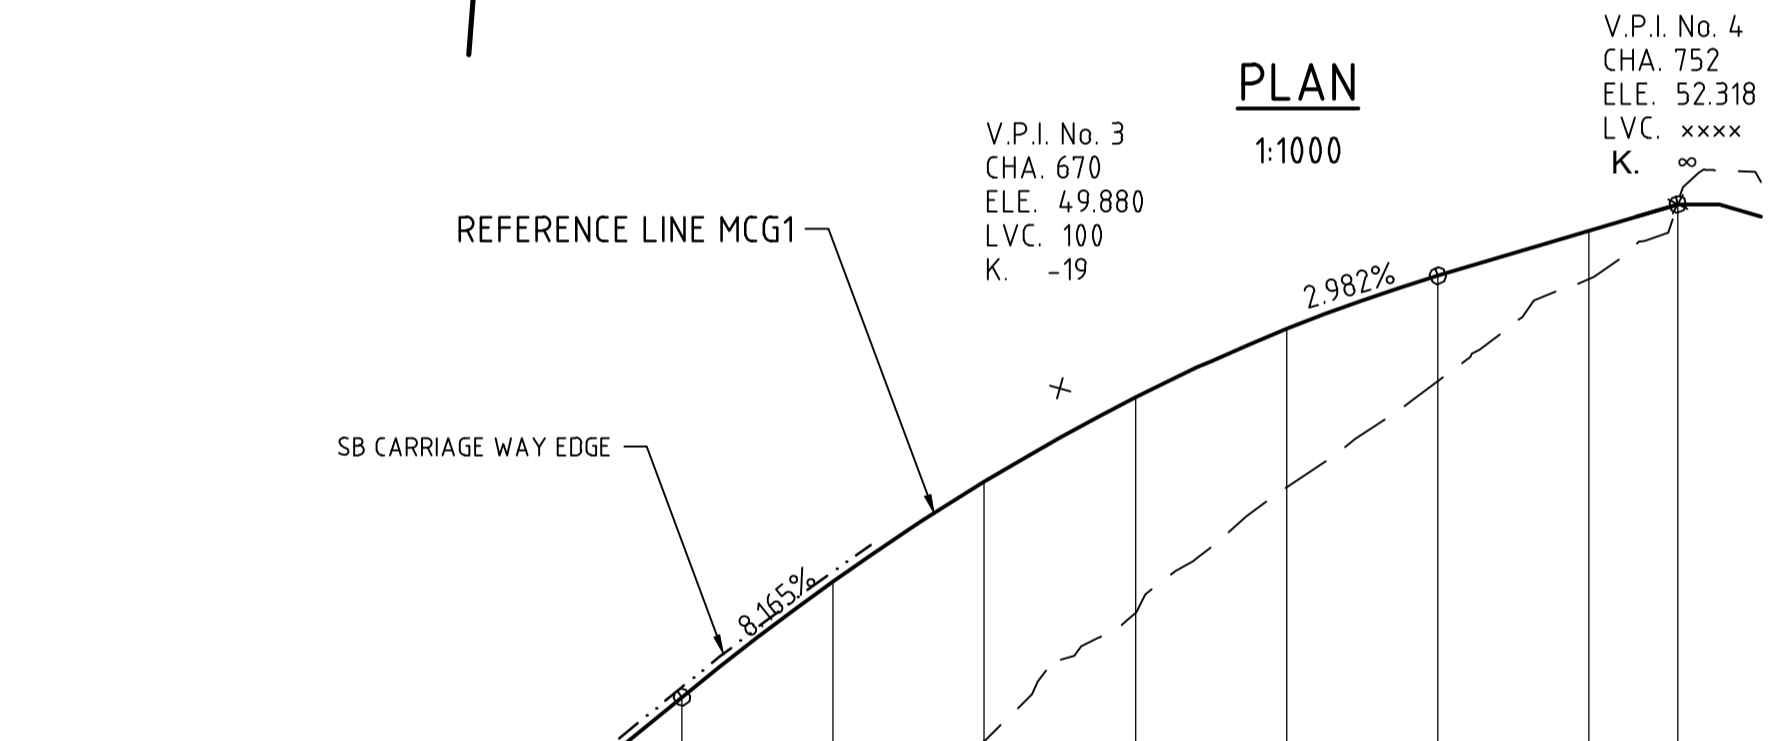 V.P.I. No. 4
CHA. 752
ELE. 52.318
LVC. ××××
K. ∞
PLAN
1:1000
V.P.I. No. 3
CHA. 670
ELE. 49.880
LVC. 100
K. -19
REFERENCE LINE MCG1
2.982%
SB CARRIAGE WAY EDGE
8.165%